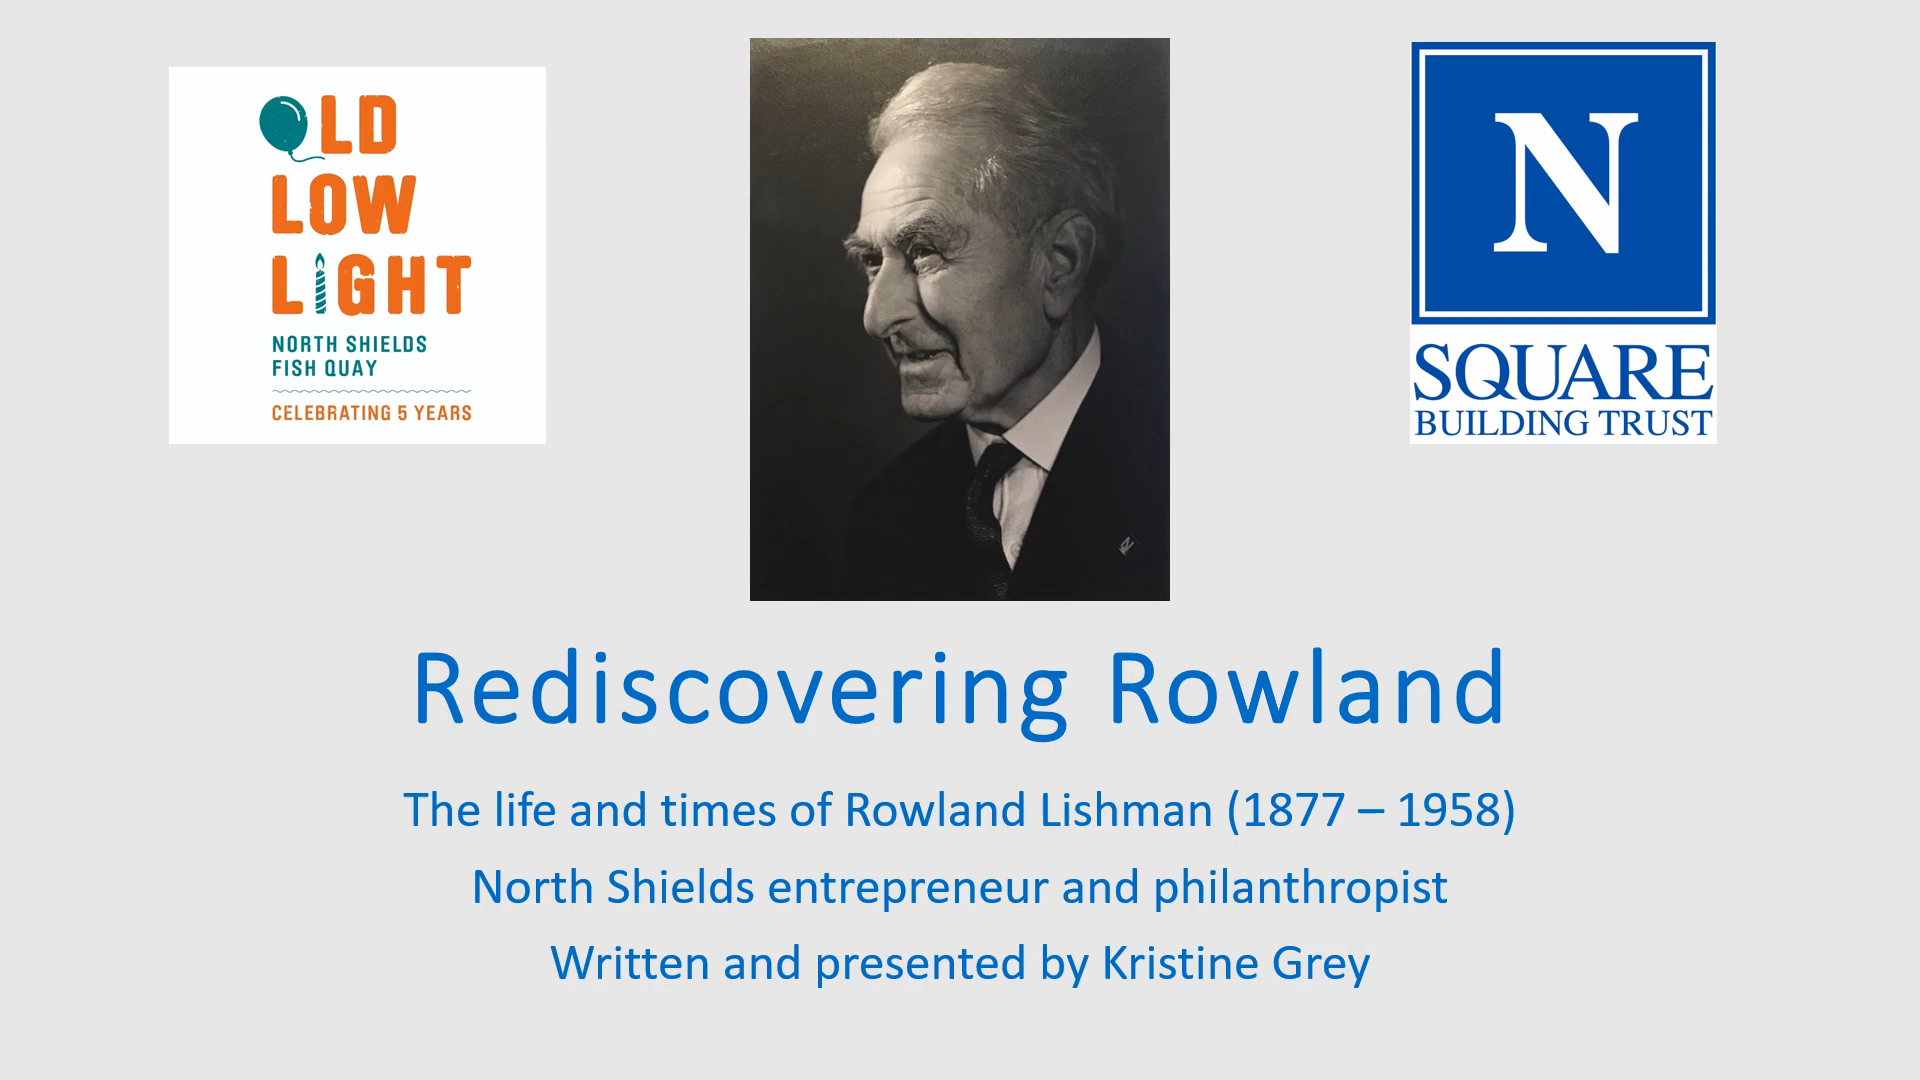 OLD
LOW
LIGHT
NORTH SHIELDS
FISH QUAY
CELEBRATING 5 YEARS
N
SQUARE
BUILDING TRUST
Rediscovering Rowland
The life and times of Rowland Lishman (1877 – 1958)
North Shields entrepreneur and philanthropist
Written and presented by Kristine Grey